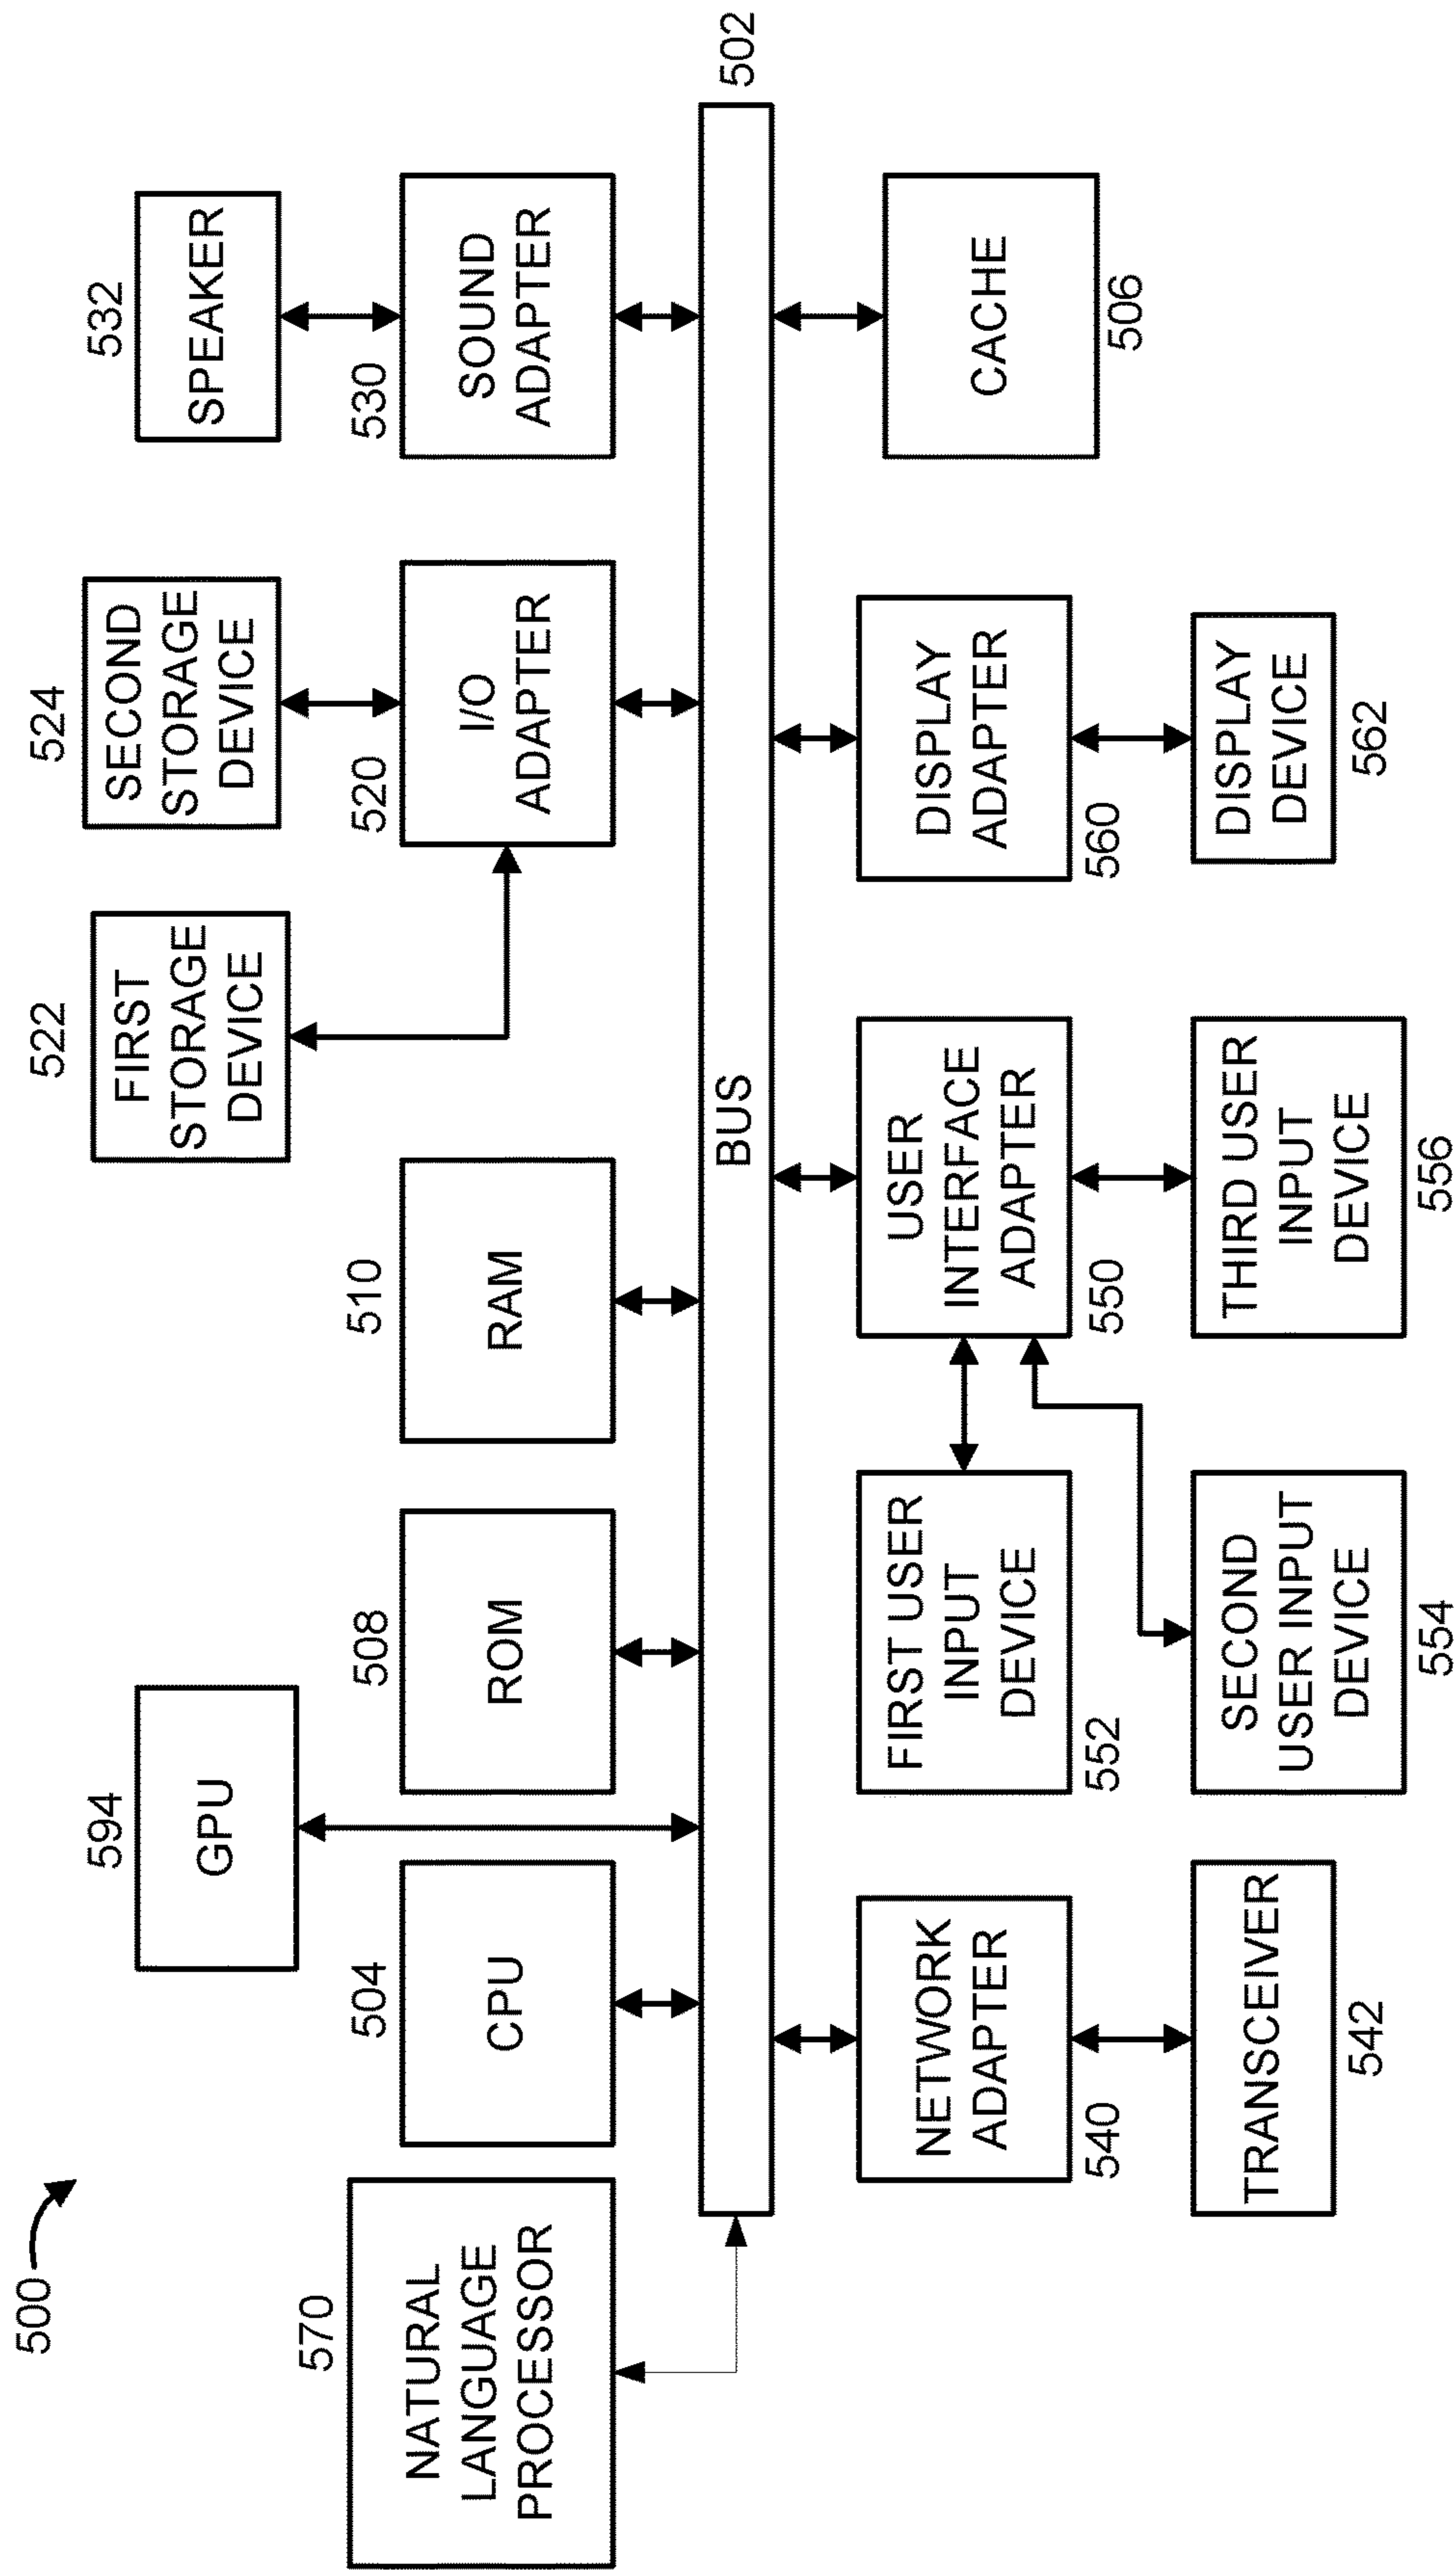 500
570
NATURAL
LANGUAGE
PROCESSOR
504
CPU
594
GPU
508
ROM
510
RAM
522
FIRST
STORAGE
DEVICE
524
SECOND
STORAGE
DEVICE
520
I/O
ADAPTER
532
SPEAKER
530
SOUND
ADAPTER
BUS
502
540
NETWORK
ADAPTER
TRANSCEIVER
542
552
FIRST USER
INPUT
DEVICE
SECOND
USER INPUT
DEVICE
554
550
USER
INTERFACE
ADAPTER
THIRD USER
INPUT
DEVICE
556
560
DISPLAY
ADAPTER
DISPLAY
DEVICE
562
CACHE
506